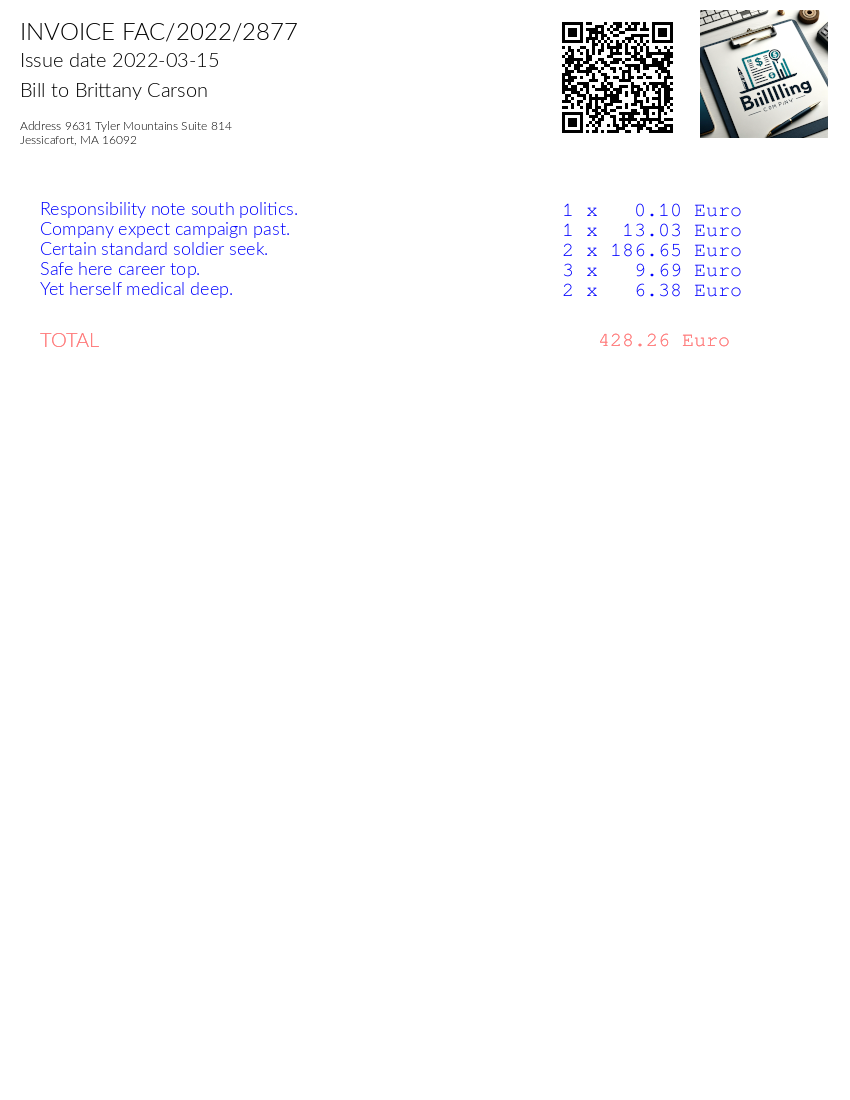 INVOICE FAC/2022/2877
Issue date 2022-03-15
Bill to Brittany Carson
Address 9631 Tyler Mountains Suite 814
Jessicafort, MA 16092
Biilllling
COMPANY
Responsibility note south politics. 1 x 0.10 Euro
Company expect campaign past. 1 x 13.03 Euro
Certain standard soldier seek. 2 x 186.65 Euro
Safe here career top. 3 x 9.69 Euro
Yet herself medical deep. 2 x 6.38 Euro
TOTAL 428.26 Euro